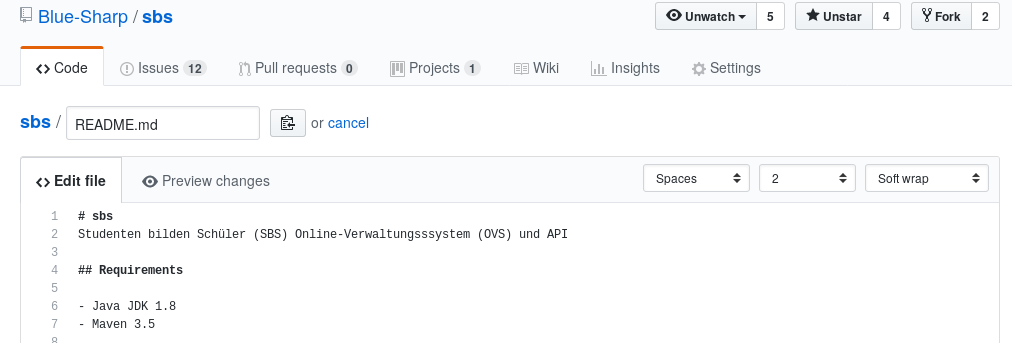 Blue-Sharp / sbs
Unwatch 5
Unstar 4
Fork 2
Code
Issues 12
Pull requests 0
Projects 1
Wiki
Insights
Settings
sbs / README.md or cancel
Edit file
Preview changes
Spaces
2
Soft wrap
1 # sbs
2 Studenten bilden Schüler (SBS) Online-Verwaltungsssystem (OVS) und API
3
4 ## Requirements
5
6 - Java JDK 1.8
7 - Maven 3.5
8